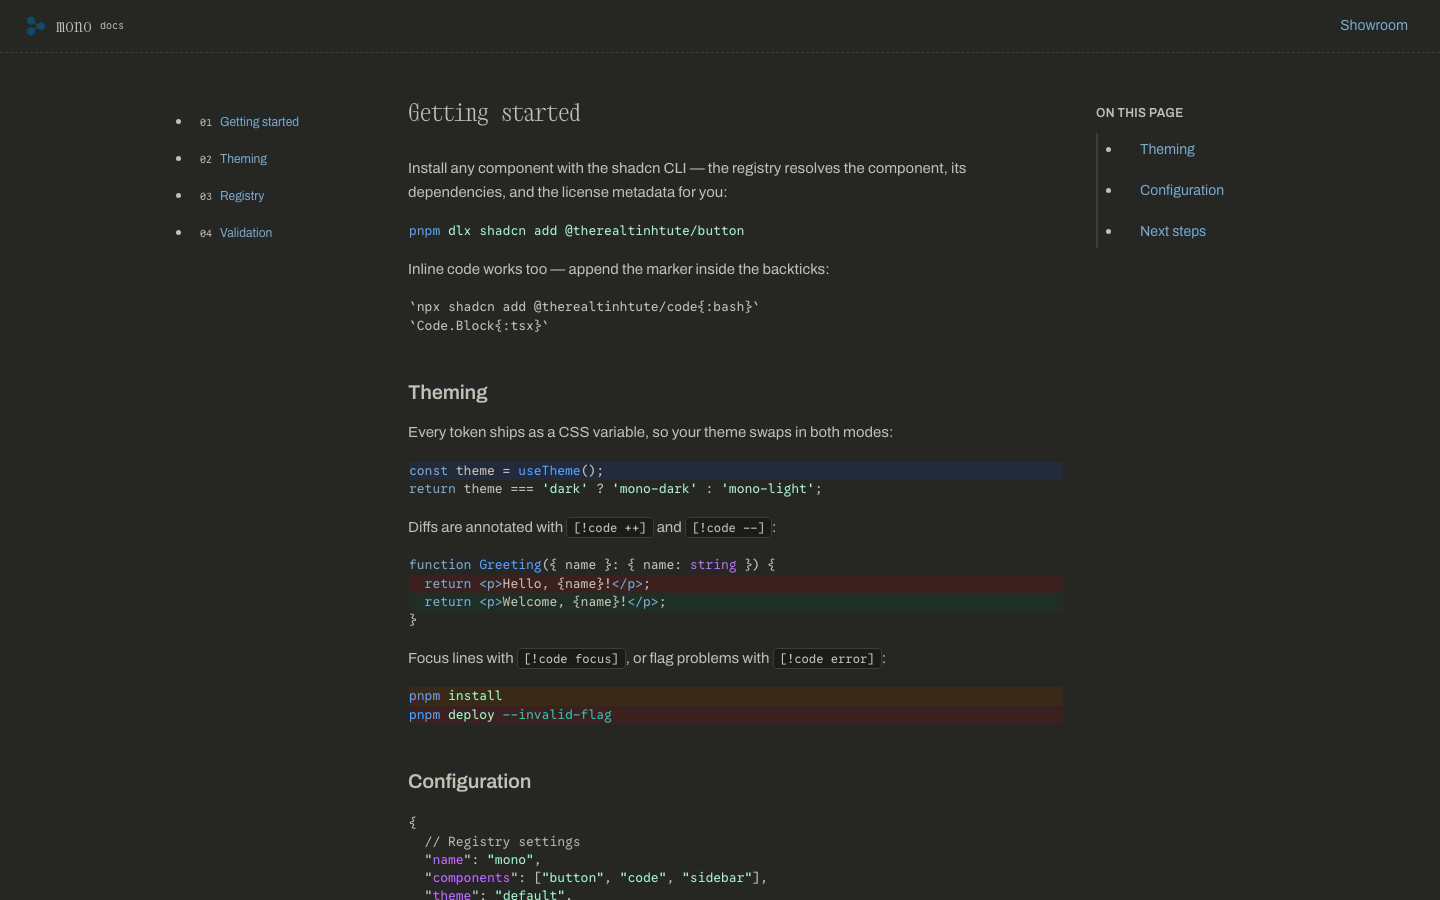 mono docs
Showroom
01 Getting started
02 Theming
03 Registry
04 Validation
Getting started
Install any component with the shadcn CLI — the registry resolves the component, its
dependencies, and the license metadata for you:
pnpm dlx shadcn add @therealtinhtute/button
Inline code works too — append the marker inside the backticks:
`npx shadcn add @therealtinhtute/code{:bash}`
`Code.Block{:tsx}`
Theming
Every token ships as a CSS variable, so your theme swaps in both modes:
const theme = useTheme();
return theme === 'dark' ? 'mono-dark' : 'mono-light';
Diffs are annotated with [!code ++] and [!code --]:
function Greeting({ name }: { name: string }) {
  return <p>Hello, {name}!</p>;
  return <p>Welcome, {name}!</p>;
}
Focus lines with [!code focus], or flag problems with [!code error]:
pnpm install
pnpm deploy --invalid-flag
Configuration
{
  // Registry settings
  "name": "mono",
  "components": ["button", "code", "sidebar"],
  "theme": "default",
ON THIS PAGE
Theming
Configuration
Next steps